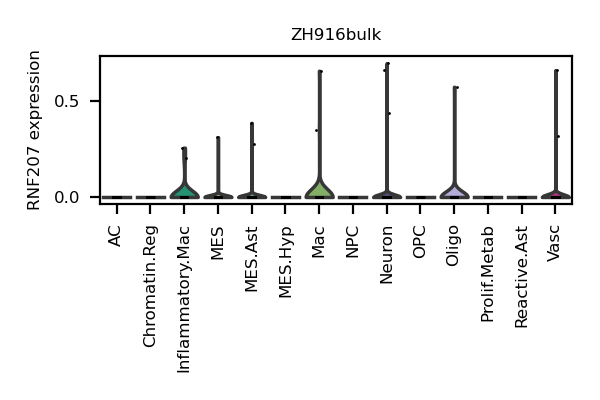 ZH916bulk
RNF207 expression
0.5
0.0
AC
Chromatin.Reg
Inflammatory.Mac
MES
MES.Ast
MES.Hyp
Mac
NPC
Neuron
OPC
Oligo
Prolif.Metab
Reactive.Ast
Vasc